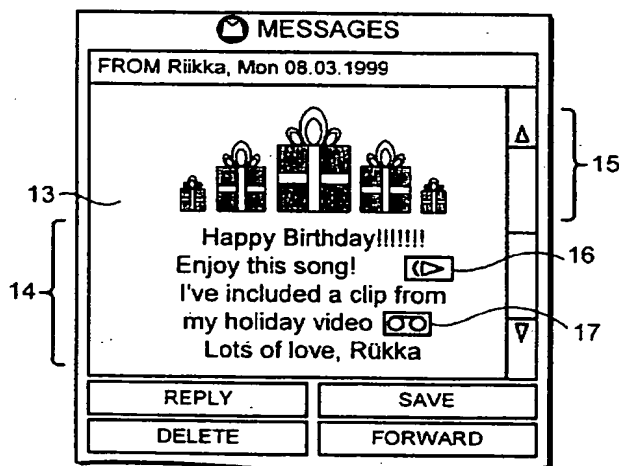 MESSAGES
FROM Riikka, Mon 08.03.1999
13
15
Happy Birthday!!!!!!!
Enjoy this song!
16
14
I've included a clip from
my holiday video
17
Lots of love, Rükka
REPLY SAVE
DELETE FORWARD